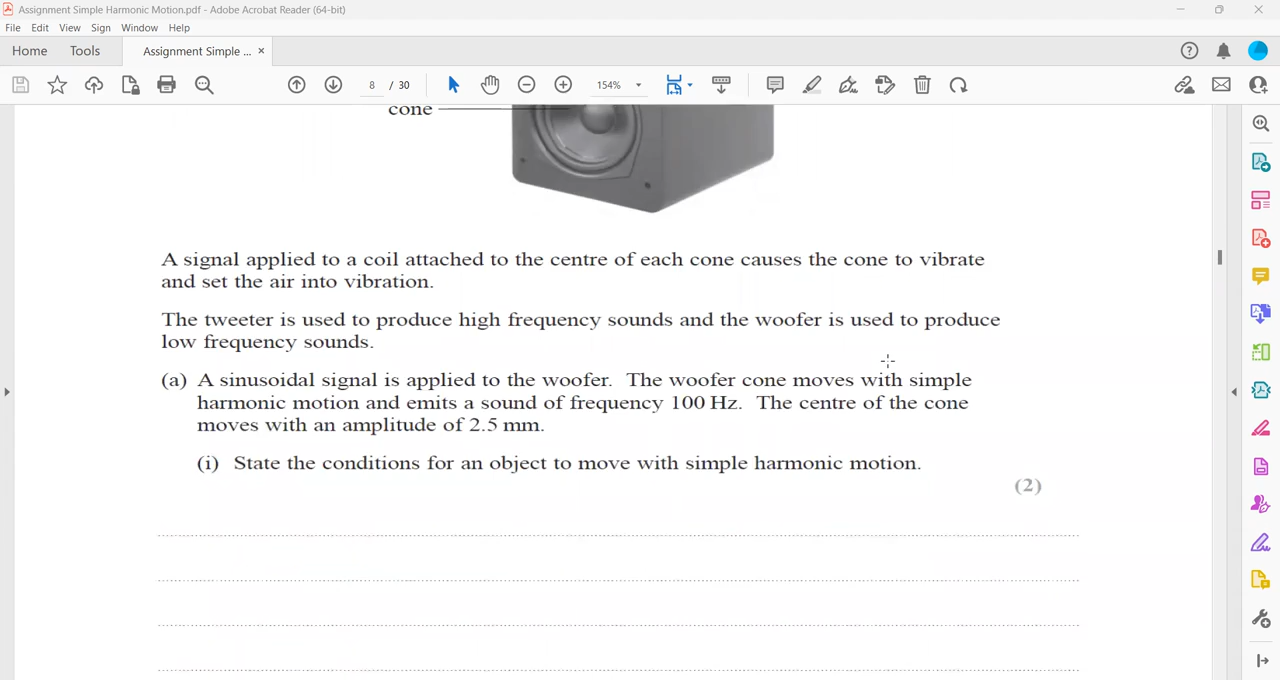 Assignment Simple Harmonic Motion.pdf - Adobe Acrobat Reader (64-bit)
File Edit View Sign Window Help
Home Tools Assignment Simple ... ×
8 / 30 154%
cone
A signal applied to a coil attached to the centre of each cone causes the cone to vibrate
and set the air into vibration.
The tweeter is used to produce high frequency sounds and the woofer is used to produce
low frequency sounds.
(a) A sinusoidal signal is applied to the woofer. The woofer cone moves with simple
harmonic motion and emits a sound of frequency 100 Hz. The centre of the cone
moves with an amplitude of 2.5 mm.
(i) State the conditions for an object to move with simple harmonic motion.
(2)